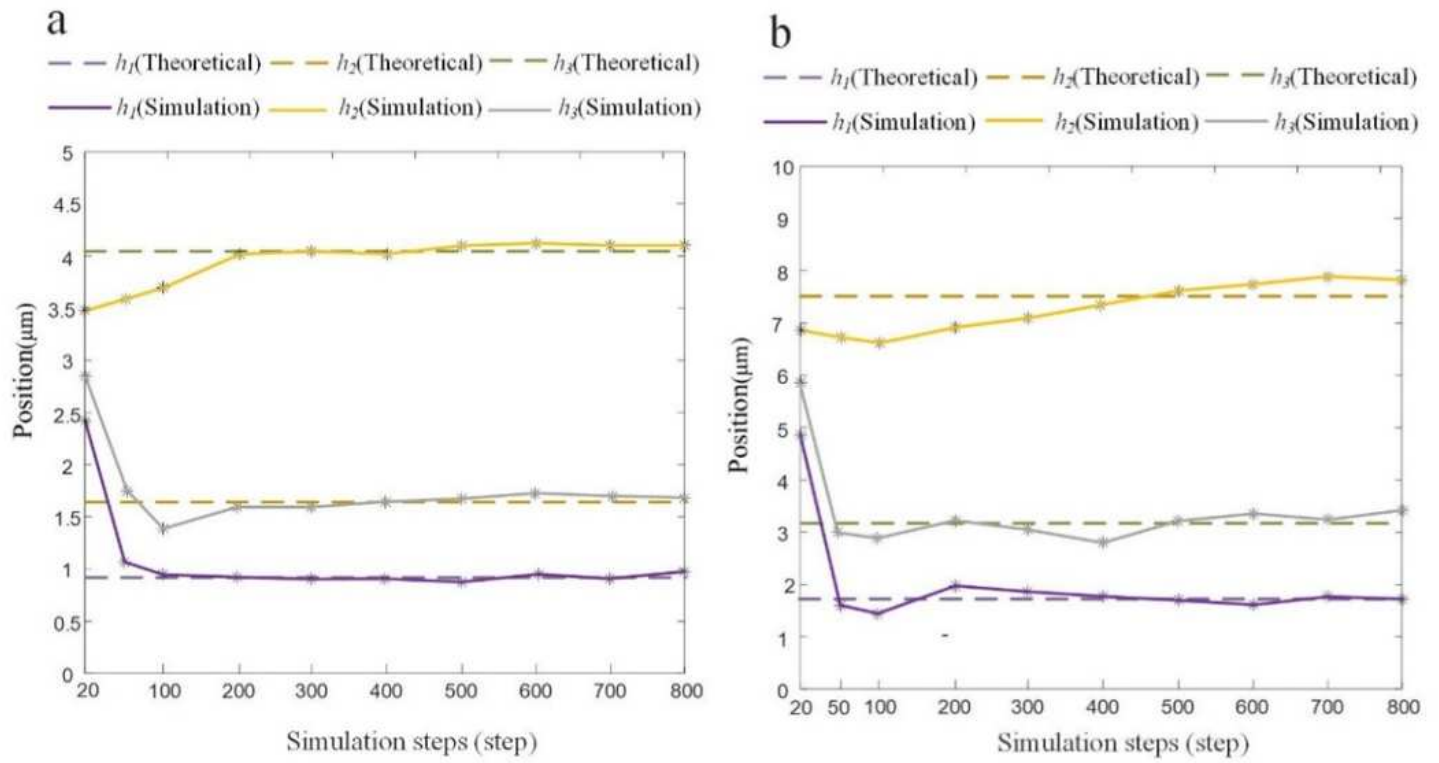 a
h₁(Theoretical) h₂(Theoretical) h₃(Theoretical)
h₁(Simulation) h₂(Simulation) h₃(Simulation)
5
4.5
4
3.5
3
2.5
2
1.5
1
0.5
0
Position(μm)
20 100 200 300 400 500 600 700 800
Simulation steps (step)
b
h₁(Theoretical) h₂(Theoretical) h₃(Theoretical)
h₁(Simulation) h₂(Simulation) h₃(Simulation)
10
9
8
7
6
5
4
3
2
1
0
Position(μm)
20 50 100 200 300 400 500 600 700 800
Simulation steps (step)